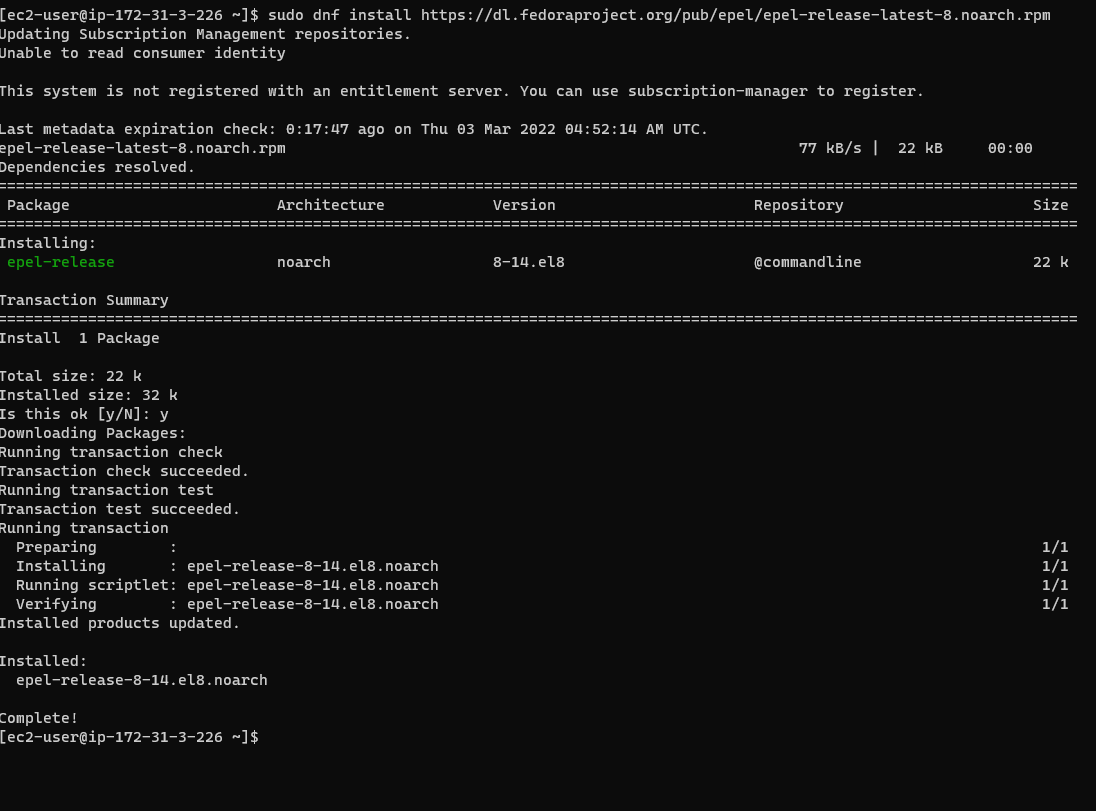 [ec2-user@ip-172-31-3-226 ~]$ sudo dnf install https://dl.fedoraproject.org/pub/epel/epel-release-latest-8.noarch.rpm
Updating Subscription Management repositories.
Unable to read consumer identity
This system is not registered with an entitlement server. You can use subscription-manager to register.
Last metadata expiration check: 0:17:47 ago on Thu 03 Mar 2022 04:52:14 AM UTC.
epel-release-latest-8.noarch.rpm                                                         77 kB/s |  22 kB     00:00
Dependencies resolved.
========================================================================================================================
 Package                       Architecture            Version                      Repository                     Size
========================================================================================================================
Installing:
 epel-release                  noarch                  8-14.el8                     @commandline                   22 k
Transaction Summary
========================================================================================================================
Install  1 Package
Total size: 22 k
Installed size: 32 k
Is this ok [y/N]: y
Downloading Packages:
Running transaction check
Transaction check succeeded.
Running transaction test
Transaction test succeeded.
Running transaction
  Preparing        :                                                                                                1/1
  Installing       : epel-release-8-14.el8.noarch                                                                   1/1
  Running scriptlet: epel-release-8-14.el8.noarch                                                                   1/1
  Verifying        : epel-release-8-14.el8.noarch                                                                   1/1
Installed products updated.
Installed:
  epel-release-8-14.el8.noarch
Complete!
[ec2-user@ip-172-31-3-226 ~]$